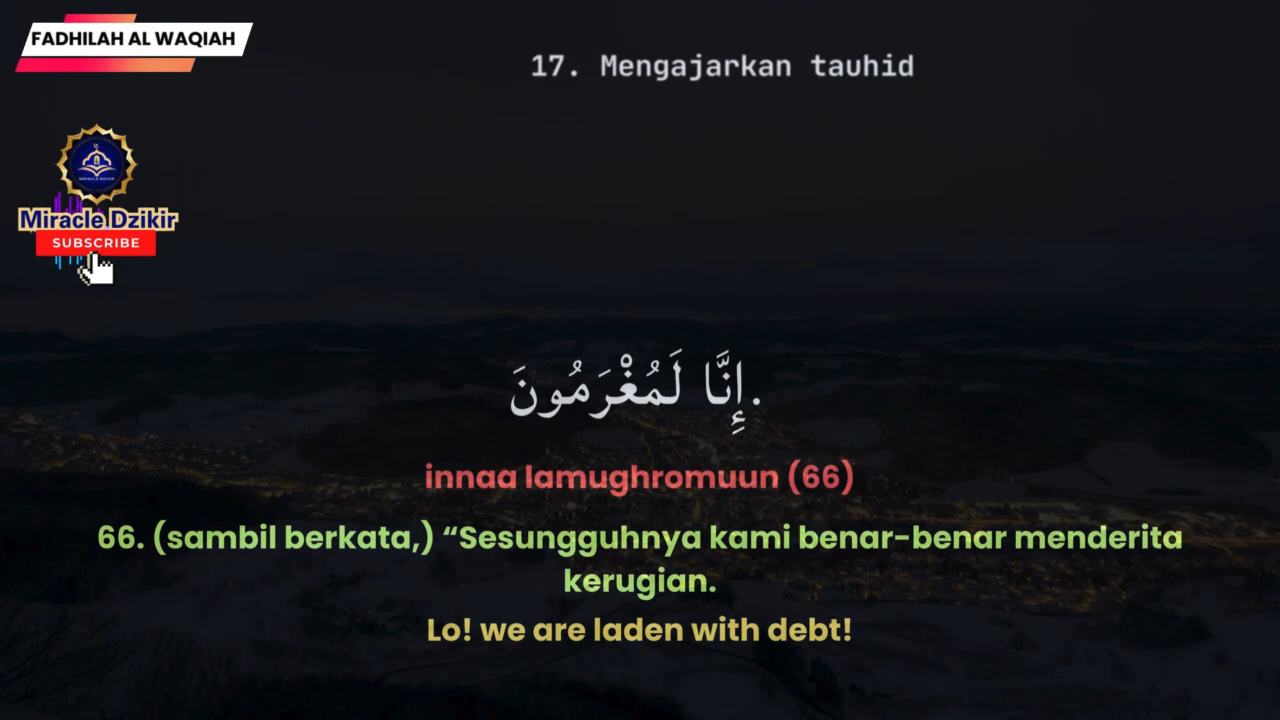 FADHILAH AL WAQIAH
17. Mengajarkan tauhid
Miracle Dzikir
SUBSCRIBE
إِنَّا لَمُغْرَمُونَ.
innaa lamughromuun (66)
66. (sambil berkata,) “Sesungguhnya kami benar-benar menderita
kerugian.
Lo! we are laden with debt!